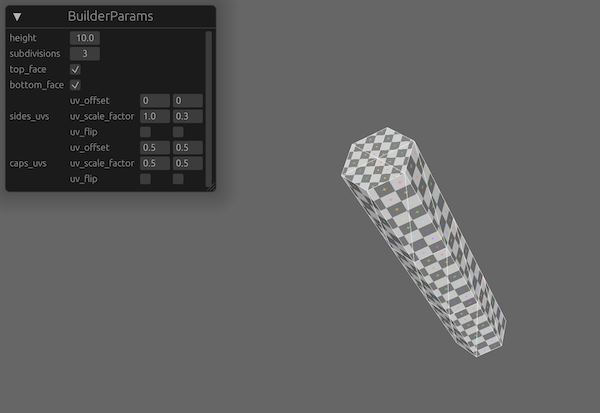 BuilderParams
height 10.0
subdivisions 3
top_face
bottom_face
uv_offset 0 0
sides_uvs uv_scale_factor 1.0 0.3
uv_flip
uv_offset 0.5 0.5
caps_uvs uv_scale_factor 0.5 0.5
uv_flip